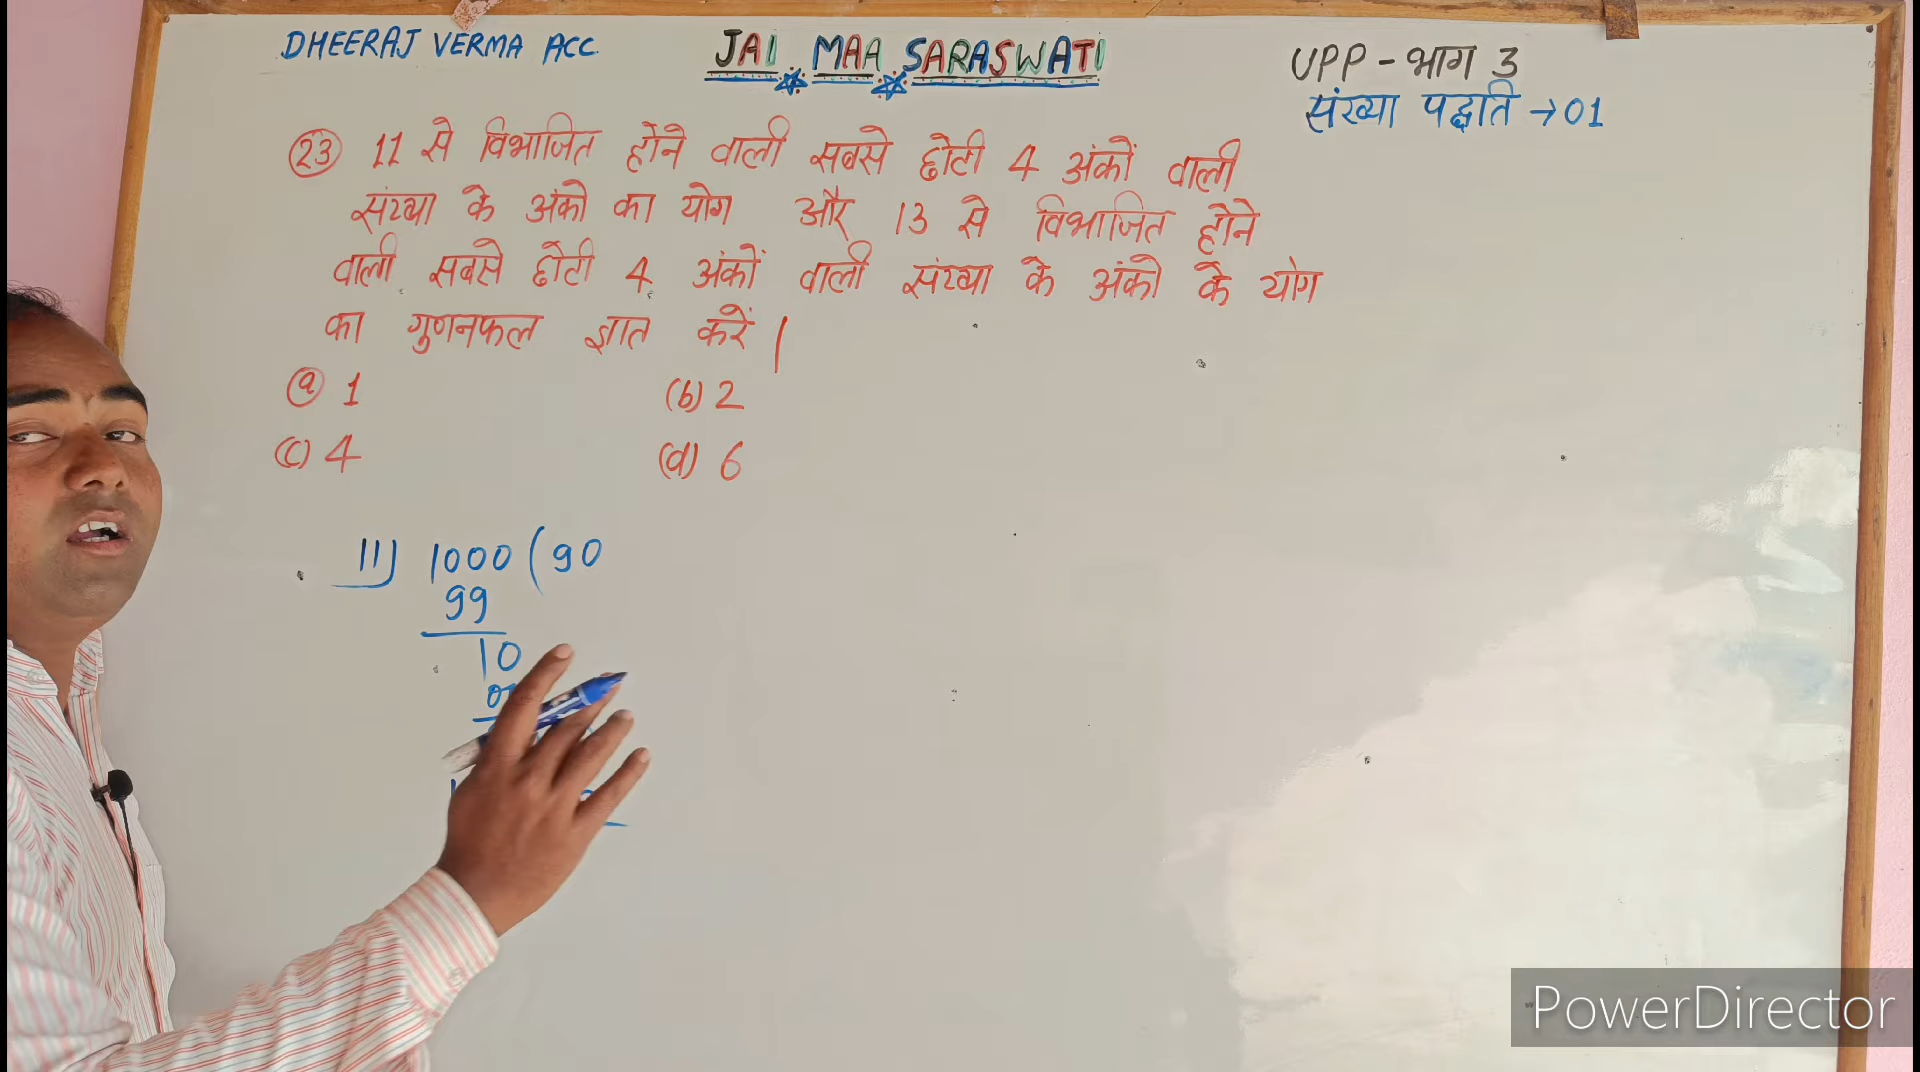 DHEERAJ VERMA ACC.
JAI MAA SARASWATI
UPP - भाग 3
संख्या पद्धति → 01
(23) 11 से विभाजित होने वाली सबसे छोटी 4 अंकों वाली
संख्या के अंको का योग और 13 से विभाजित होने
वाली सबसे छोटी 4 अंकों वाली संख्या के अंको के योग
का गुणनफल ज्ञात करें |
(a) 1 (b) 2
(c) 4 (d) 6
11) 1000 ( 90
99
10
PowerDirector